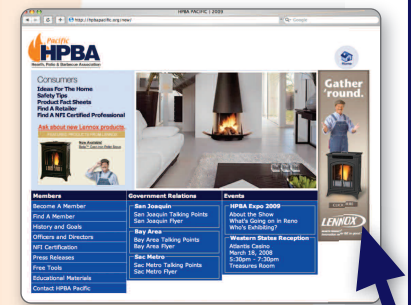 HPBA PACIFIC | 2009
http://hpbapacific.org/new/
Google
Pacific
HPBA
Hearth, Patio & Barbecue Association
Consumers
Ideas For The Home
Safety Tips
Product Fact Sheets
Find A Retailer
Find A NFI Certified Professional
Ask about new Lennox products.
Now Available!
Gather
'round.
LENNOX
Members
Become A Member
Find A Member
History and Goals
Officers and Directors
NFI Certification
Press Releases
Free Tools
Educational Materials
Contact HPBA Pacific
Government Relations
San Joaquin
San Joaquin Talking Points
San Joaquin Flyer
Bay Area
Bay Area Talking Points
Bay Area Flyer
Sac Metro
Sac Metro Talking Points
Sac Metro Flyer
Events
HPBA Expo 2009
About the Show
What's Going on in Reno
Who's Exhibiting?
Western States Reception
Atlantis Casino
March 18, 2009
5:30pm - 7:30pm
Treasures Room